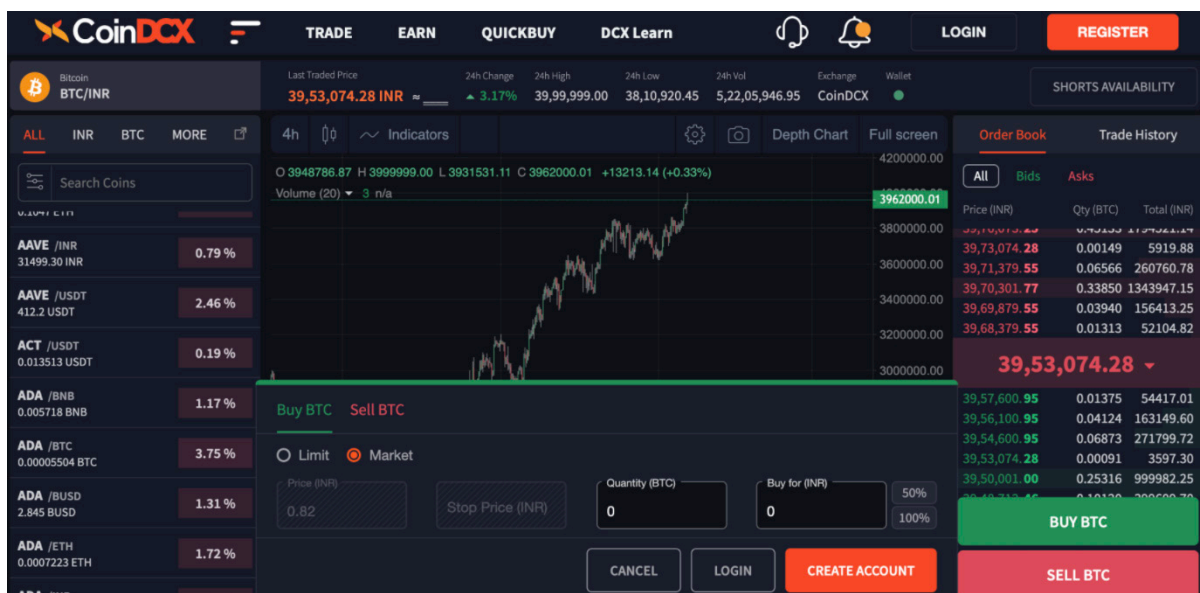 CoinDCX
TRADE EARN QUICKBUY DCX Learn LOGIN REGISTER
Bitcoin
BTC/INR
Last Traded Price 24h Change 24h High 24h Low 24h Vol Exchange Wallet
39,53,074.28 INR ≈ ___ 3.17% 39,99,999.00 38,10,920.45 5,22,05,946.95 CoinDCX
SHORTS AVAILABILITY
ALL INR BTC MORE
4h Indicators Depth Chart Full screen
Order Book Trade History
Search Coins
O 3948786.87 H 3999999.00 L 3931531.11 C 3962000.01 +13213.14 (+0.33%)
Volume (20) 3 n/a
4200000.00
3962000.01
3800000.00
3600000.00
3400000.00
3200000.00
3000000.00
All Bids Asks
Price (INR) Qty (BTC) Total (INR)
39,73,074.28 0.00149 5919.88
39,71,379.55 0.06566 260760.78
39,70,301.77 0.33850 1343947.15
39,69,879.55 0.03940 156413.25
39,68,379.55 0.01313 52104.82
39,53,074.28
39,57,600.95 0.01375 54417.01
39,56,100.95 0.04124 163149.60
39,54,600.95 0.06873 271799.72
39,53,074.28 0.00091 3597.30
39,50,001.00 0.25316 999982.25
BUY BTC
SELL BTC
AAVE /INR
31499.30 INR
0.79 %
AAVE /USDT
412.2 USDT
2.46 %
ACT /USDT
0.013513 USDT
0.19 %
ADA /BNB
0.005718 BNB
1.17 %
ADA /BTC
0.00005504 BTC
3.75 %
ADA /BUSD
2.845 BUSD
1.31 %
ADA /ETH
0.0007223 ETH
1.72 %
Buy BTC Sell BTC
Limit Market
Price (INR)
0.82
Stop Price (INR)
Quantity (BTC)
0
Buy for (INR)
0
50%
100%
CANCEL LOGIN CREATE ACCOUNT